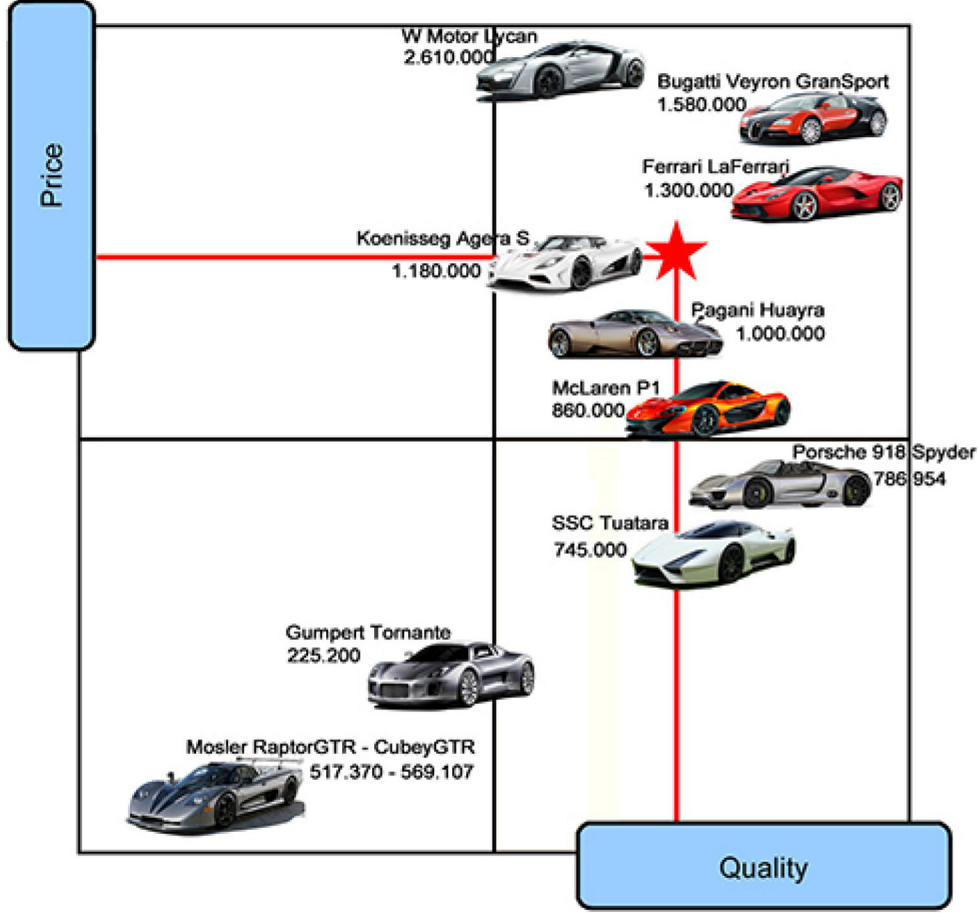 Price
W Motor Lycan
2.610.000
Bugatti Veyron GranSport
1.580.000
Ferrari LaFerrari
1.300.000
Koenisseg Agera S
1.180.000
Pagani Huayra
1.000.000
McLaren P1
860.000
Porsche 918 Spyder
786.954
SSC Tuatara
745.000
Gumpert Tornante
225.200
Mosler RaptorGTR - CubeyGTR
517.370 - 569.107
Quality